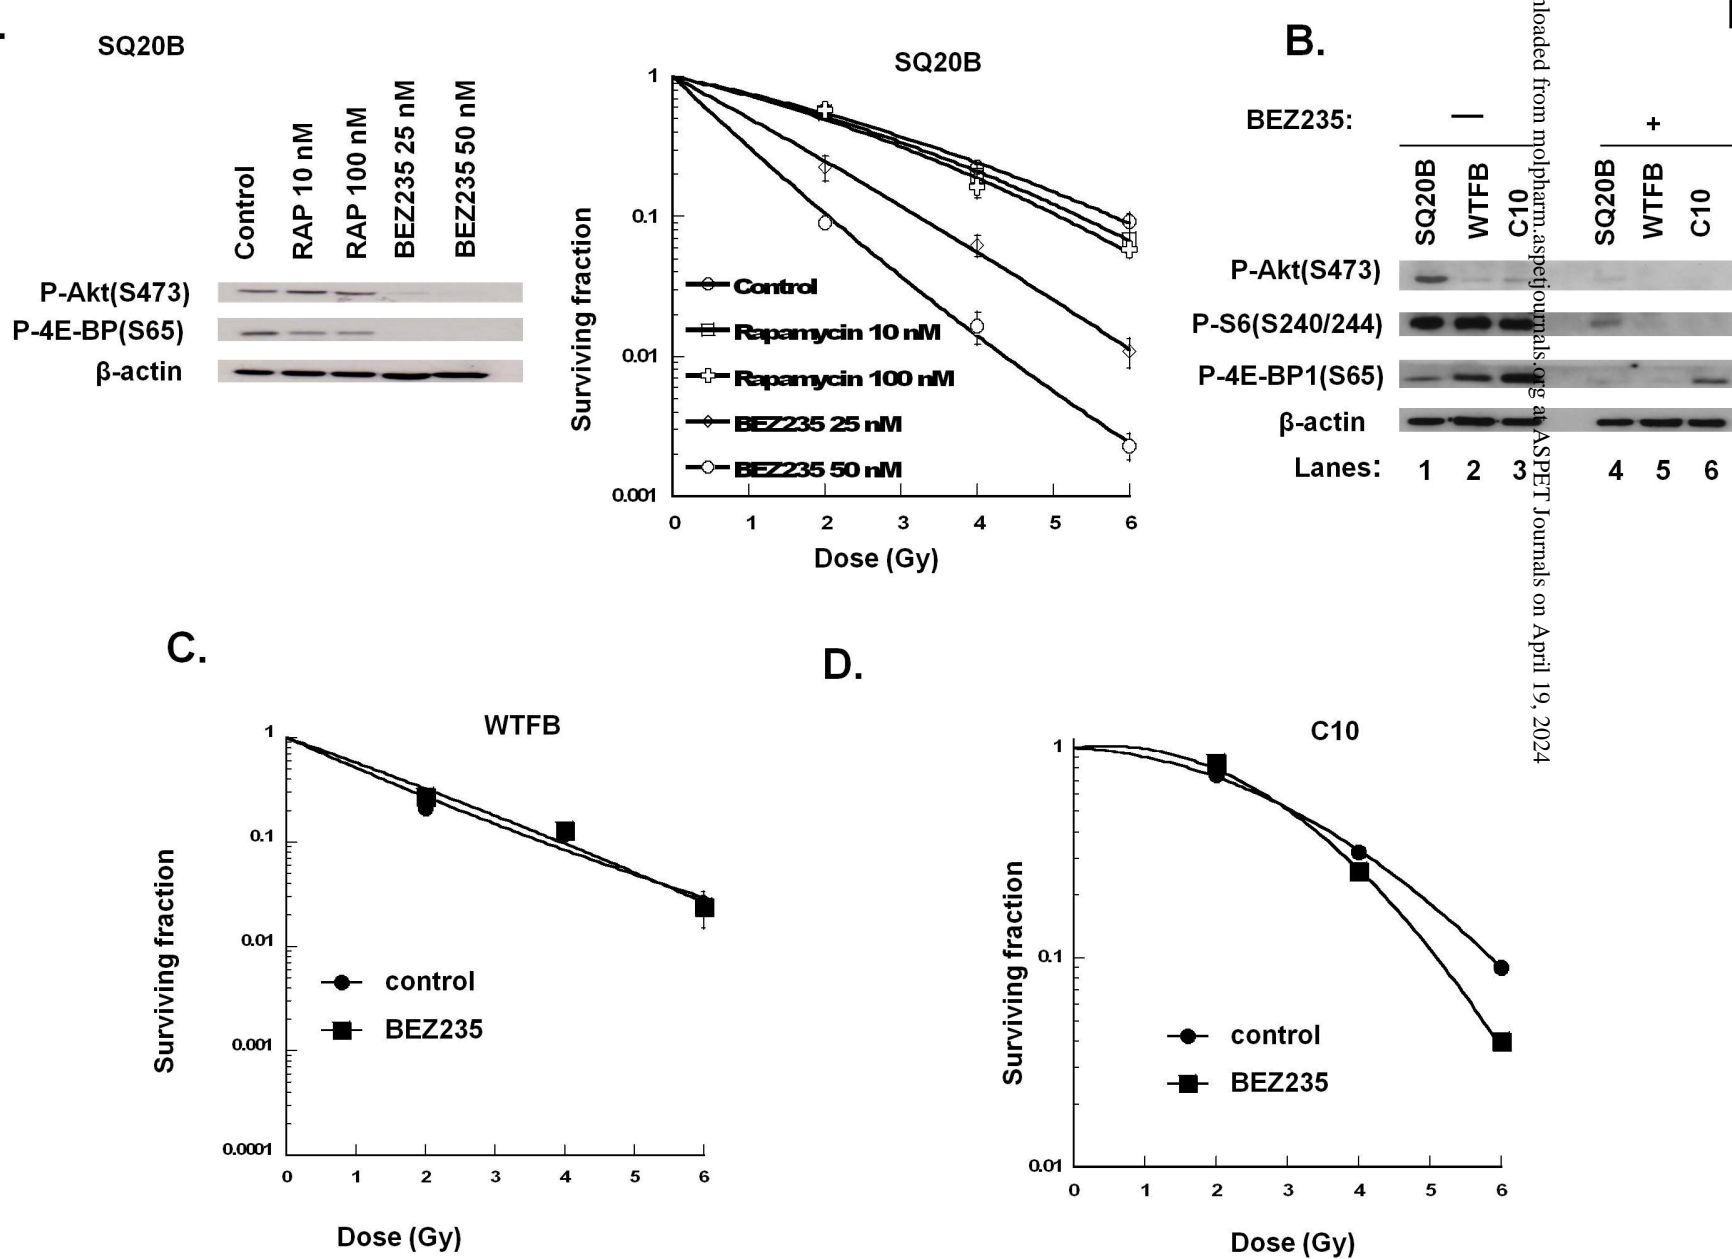 SQ20B
Control
RAP 10 nM
RAP 100 nM
BEZ235 25 nM
BEZ235 50 nM
P-Akt(S473)
P-4E-BP(S65)
β-actin
SQ20B
Surviving fraction
1
0.1
0.01
0.001
Control
Rapamycin 10 nM
Rapamycin 100 nM
BEZ235 25 nM
BEZ235 50 nM
0 1 2 3 4 5 6
Dose (Gy)
B.
BEZ235: — +
SQ20B WTFB C10 SQ20B WTFB C10
P-Akt(S473)
P-S6(S240/244)
P-4E-BP1(S65)
β-actin
Lanes: 1 2 3 4 5 6
molpharm.aspetjournals.org at ASPET Journals on April 19, 2024
C.
WTFB
Surviving fraction
1
0.1
0.01
0.001
0.0001
control
BEZ235
0 1 2 3 4 5 6
Dose (Gy)
D.
C10
Surviving fraction
1
0.1
0.01
control
BEZ235
0 1 2 3 4 5 6
Dose (Gy)